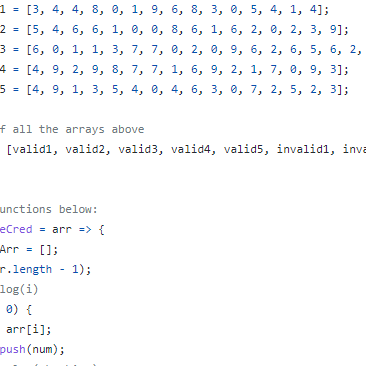 1 = [3, 4, 4, 8, 0, 1, 9, 6, 8, 3, 0, 5, 4, 1, 4];
2 = [5, 4, 6, 6, 1, 0, 0, 8, 6, 1, 6, 2, 0, 2, 3, 9];
3 = [6, 0, 1, 1, 3, 7, 7, 0, 2, 0, 9, 6, 2, 6, 5, 6, 2,
4 = [4, 9, 2, 9, 8, 7, 7, 1, 6, 9, 2, 1, 7, 0, 9, 3];
5 = [4, 9, 1, 3, 5, 4, 0, 4, 6, 3, 0, 7, 2, 5, 2, 3];
f all the arrays above
[valid1, valid2, valid3, valid4, valid5, invalid1, inva
unctions below:
eCred = arr => {
Arr = [];
r.length - 1);
log(i)
0) {
arr[i];
push(num);